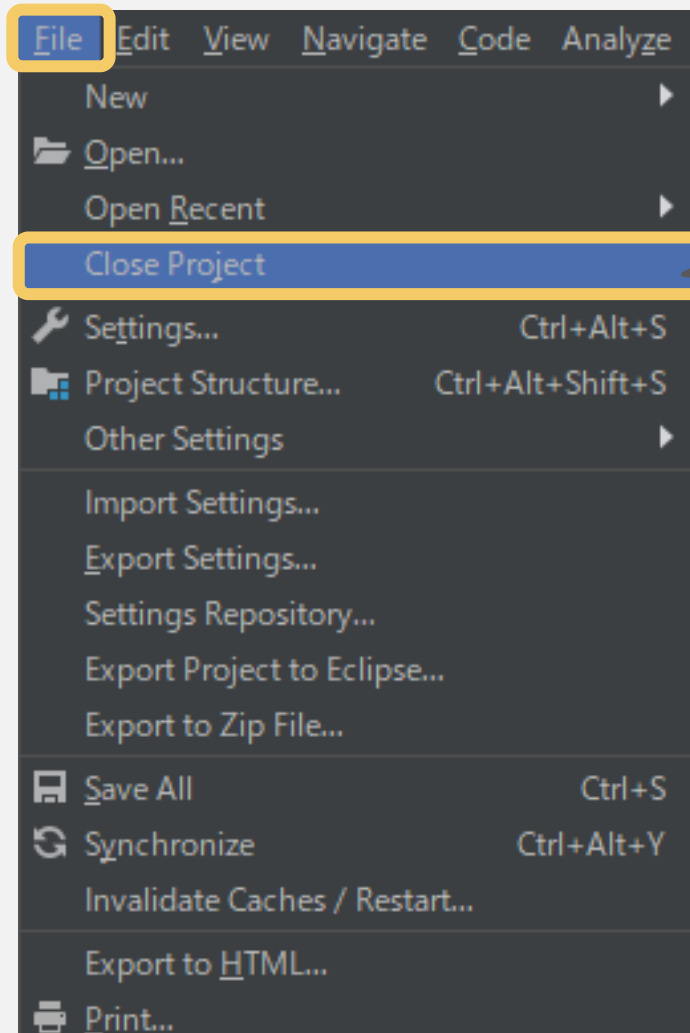 File Edit View Navigate Code Analyze
New
Open...
Open Recent
Close Project
Settings... Ctrl+Alt+S
Project Structure... Ctrl+Alt+Shift+S
Other Settings
Import Settings...
Export Settings...
Settings Repository...
Export Project to Eclipse...
Export to Zip File...
Save All Ctrl+S
Synchronize Ctrl+Alt+Y
Invalidate Caches / Restart...
Export to HTML...
Print...